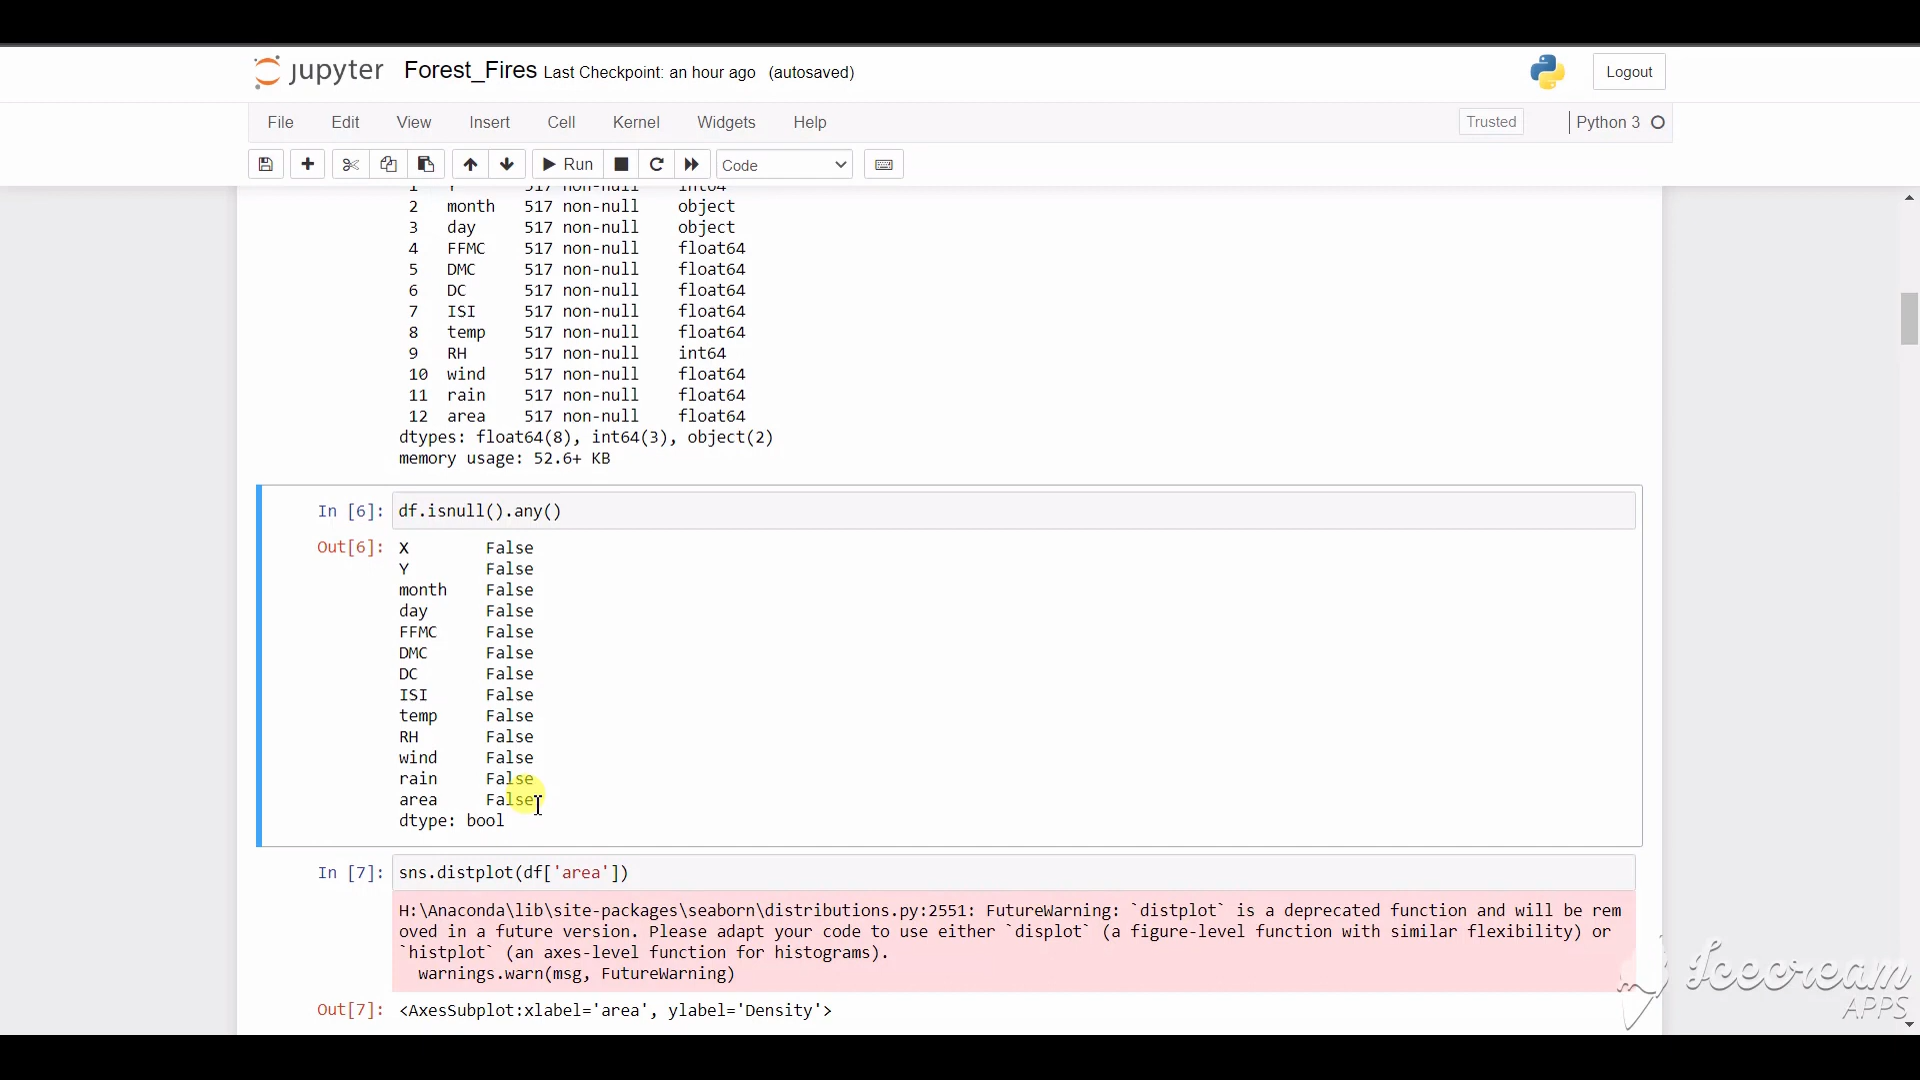 jupyter Forest_Fires Last Checkpoint: an hour ago (autosaved) Logout
File Edit View Insert Cell Kernel Widgets Help Trusted Python 3
Run Code
1 Y 517 non-null int64
2 month 517 non-null object
3 day 517 non-null object
4 FFMC 517 non-null float64
5 DMC 517 non-null float64
6 DC 517 non-null float64
7 ISI 517 non-null float64
8 temp 517 non-null float64
9 RH 517 non-null int64
10 wind 517 non-null float64
11 rain 517 non-null float64
12 area 517 non-null float64
dtypes: float64(8), int64(3), object(2)
memory usage: 52.6+ KB
In [6]: df.isnull().any()
Out[6]: X False
Y False
month False
day False
FFMC False
DMC False
DC False
ISI False
temp False
RH False
wind False
rain False
area False
dtype: bool
In [7]: sns.distplot(df['area'])
H:\Anaconda\lib\site-packages\seaborn\distributions.py:2551: FutureWarning: `distplot` is a deprecated function and will be rem
oved in a future version. Please adapt your code to use either `displot` (a figure-level function with similar flexibility) or
`histplot` (an axes-level function for histograms).
warnings.warn(msg, FutureWarning)
Out[7]: <AxesSubplot:xlabel='area', ylabel='Density'>
Icecream
APPS